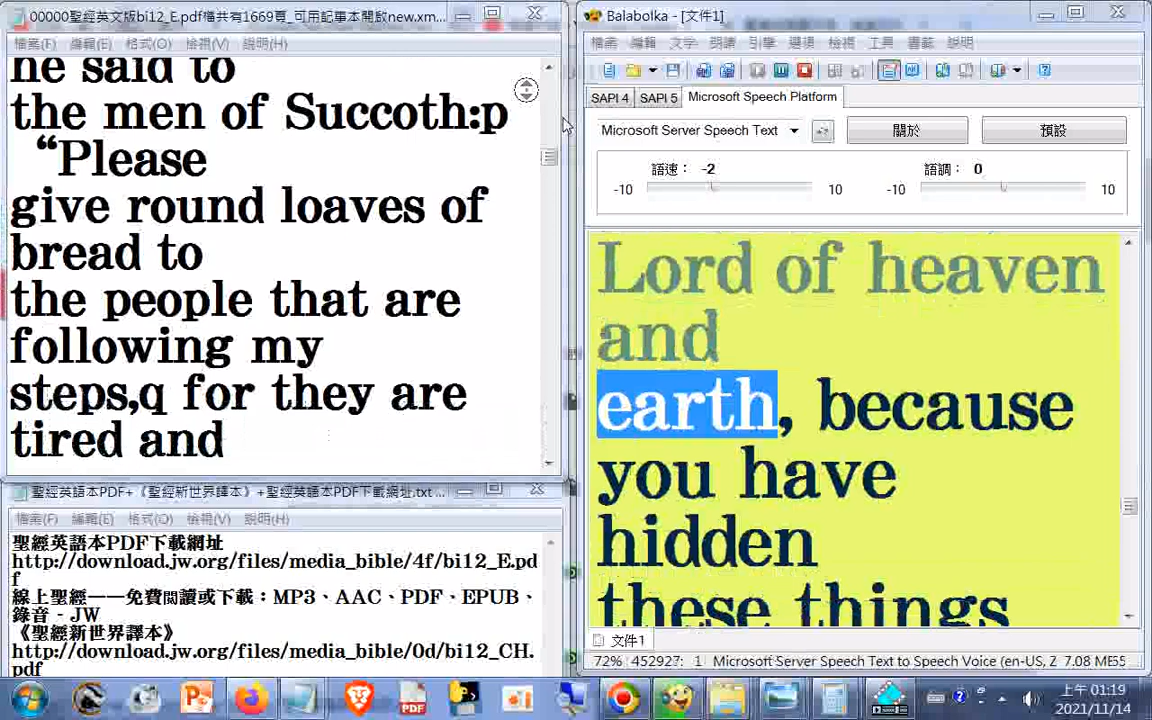 00000聖經英文版bi12_E.pdf檔共有1669頁_可用記事本開啟new.xm...
檔案(F) 編輯(E) 格式(O) 檢視(V) 說明(H)
he said to
the men of Succoth:p
“Please
give round loaves of
bread to
the people that are
following my
steps,q for they are
tired and
聖經英語本PDF+《聖經新世界譯本》+聖經英語本PDF下載網址.txt ...
檔案(F) 編輯(E) 格式(O) 檢視(V) 說明(H)
聖經英語本PDF下載網址
http://download.jw.org/files/media_bible/4f/bi12_E.pd
f
線上聖經——免費閱讀或下載：MP3、AAC、PDF、EPUB、
錄音 - JW
《聖經新世界譯本》
http://download.jw.org/files/media_bible/0d/bi12_CH.
pdf
Balabolka - [文件1]
檔案 編輯 文字 朗讀 引擎 選項 檢視 工具 書籤 說明
SAPI 4 SAPI 5 Microsoft Speech Platform
Microsoft Server Speech Text 關於 預設
語速： -2 語調： 0
-10 10 -10 10
Lord of heaven
and
earth, because
you have
hidden
these things
文件1
72% 452927: 1 Microsoft Server Speech Text to Speech Voice (en-US, Z 7.08 ME55
上午 01:19
2021/11/14